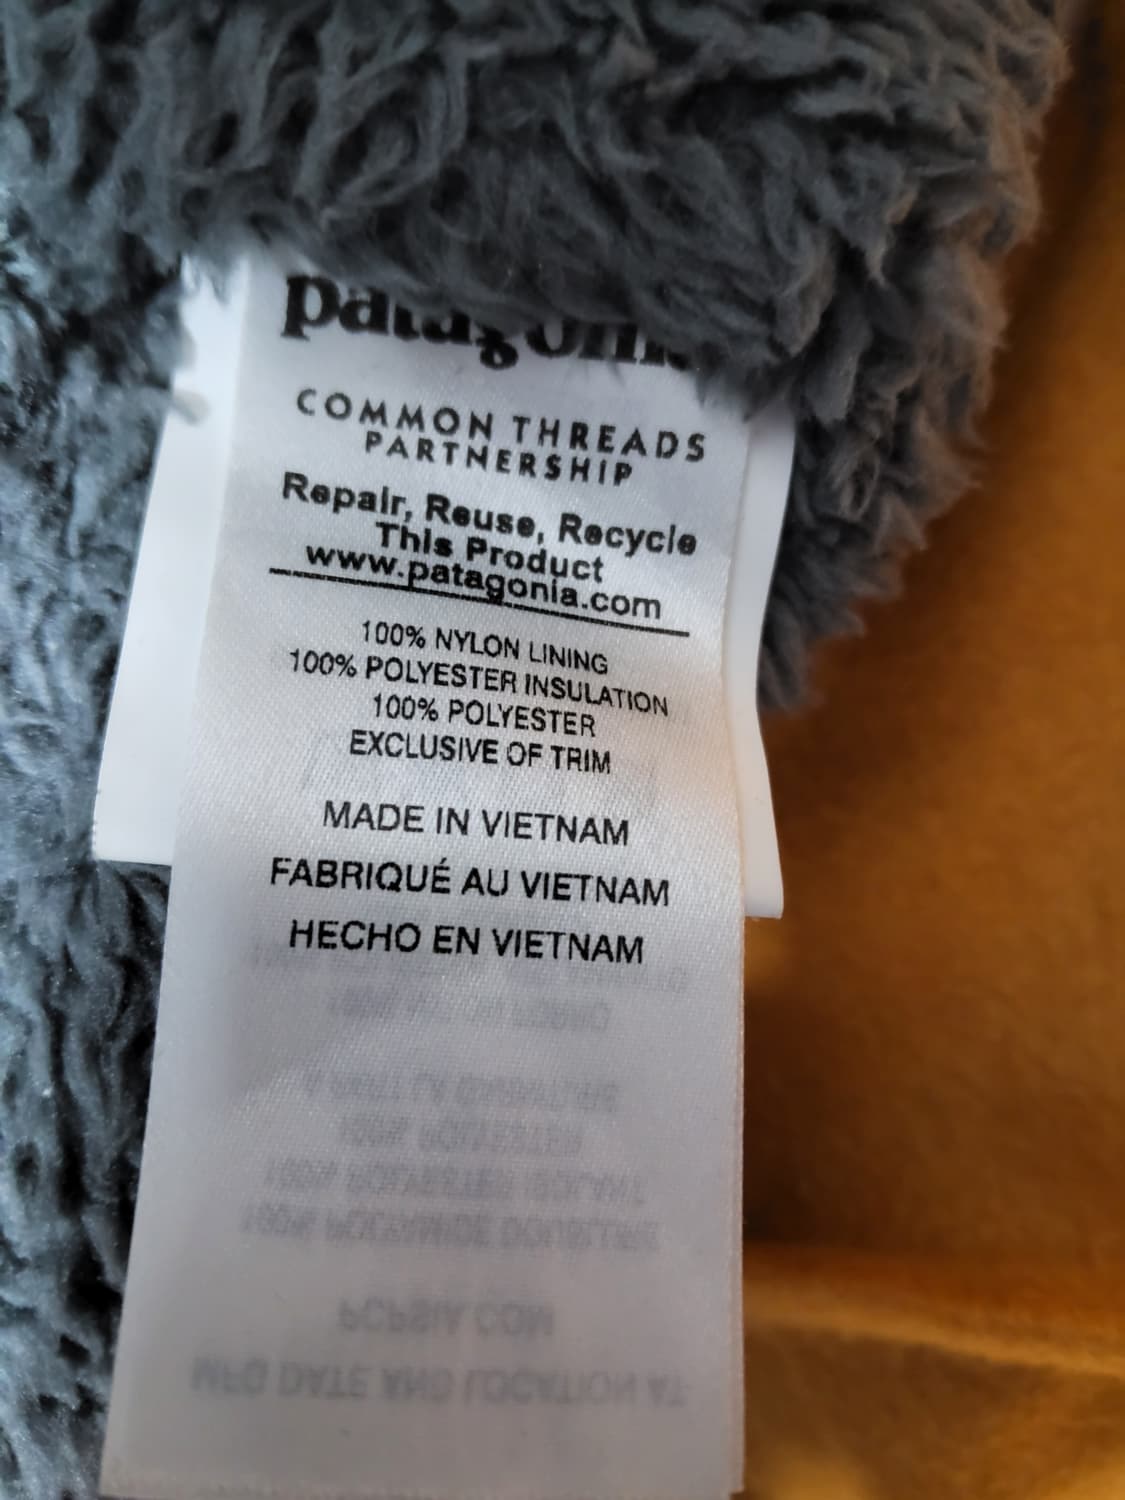 patagonia
COMMON THREADS
PARTNERSHIP
Repair, Reuse, Recycle
This Product
www.patagonia.com
100% NYLON LINING
100% POLYESTER INSULATION
100% POLYESTER
EXCLUSIVE OF TRIM
MADE IN VIETNAM
FABRIQUÉ AU VIETNAM
HECHO EN VIETNAM